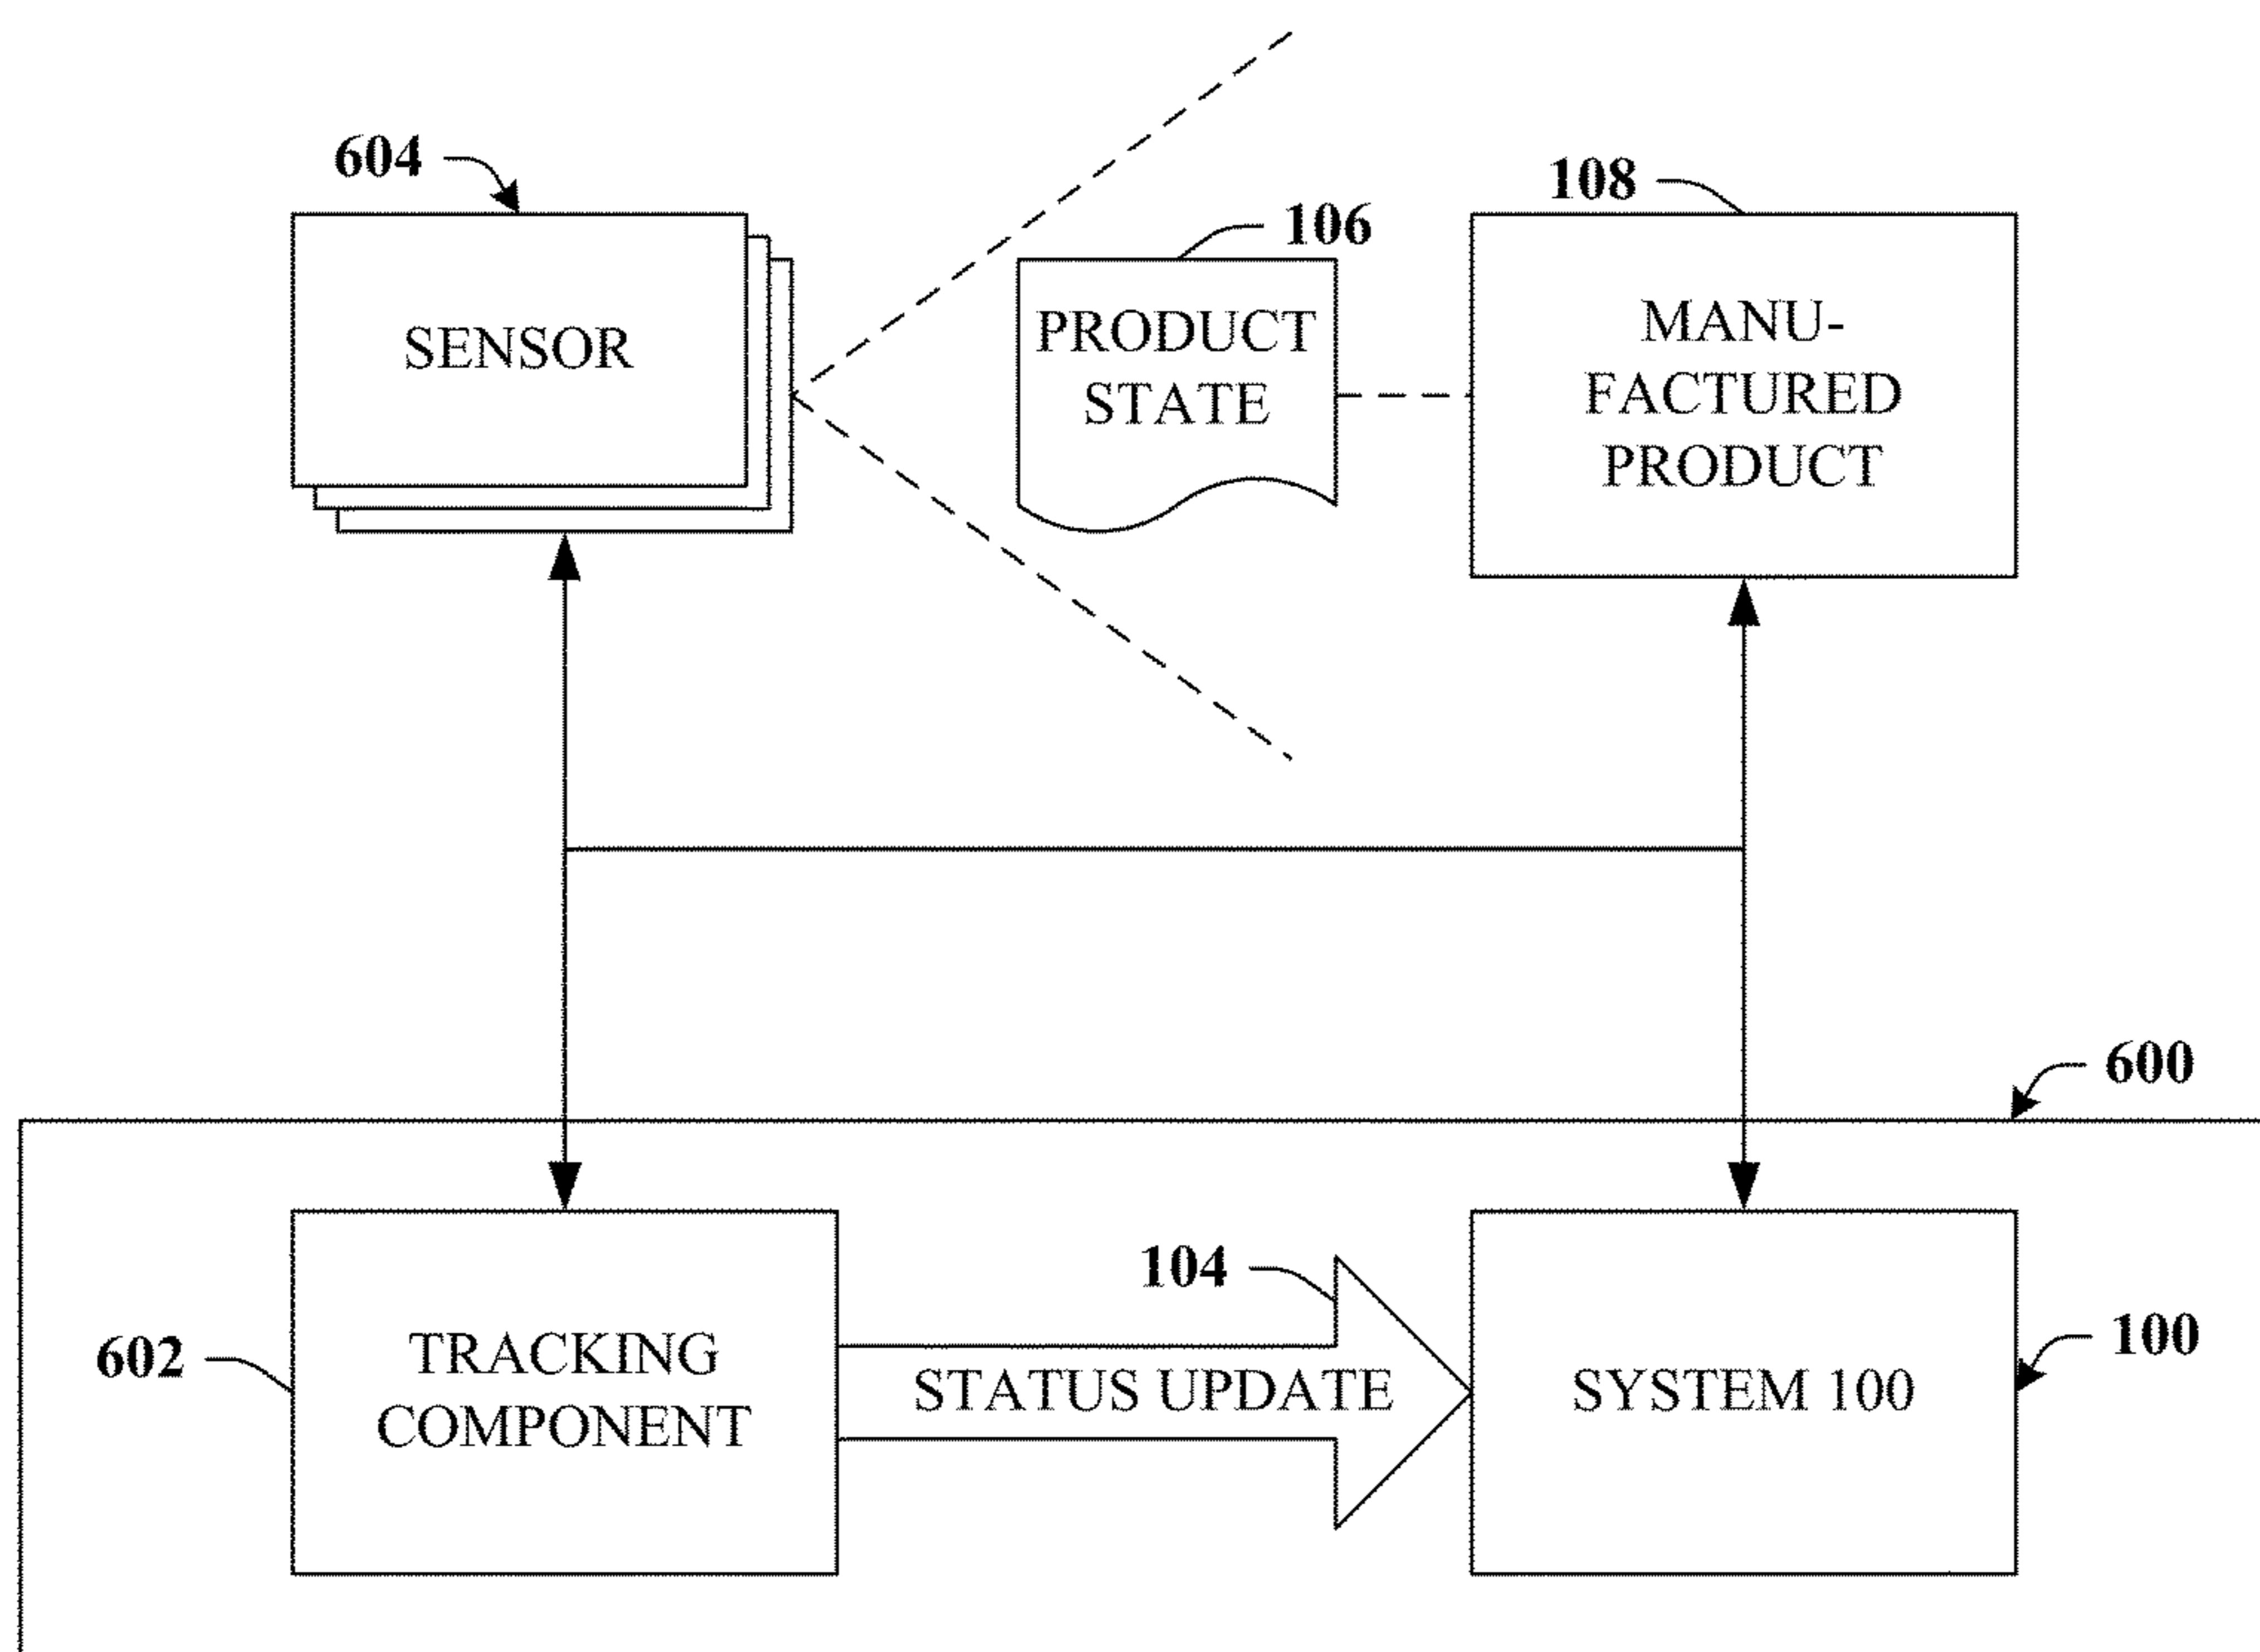 604
108
106
SENSOR
PRODUCT
STATE
MANU-
FACTURED
PRODUCT
600
104
100
602
TRACKING
COMPONENT
STATUS UPDATE
SYSTEM 100